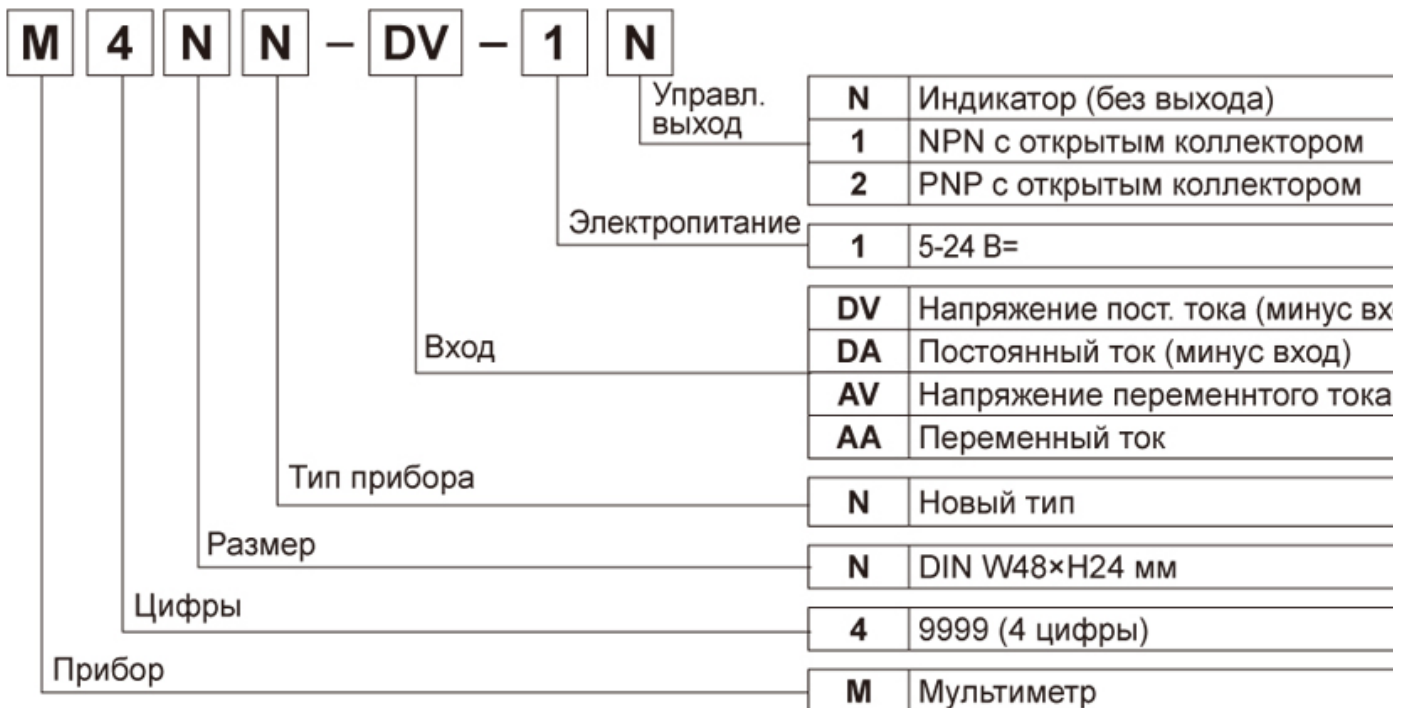 M 4 N N – DV – 1 N
Управл.
выход
N Индикатор (без выхода)
1 NPN с открытым коллектором
2 PNP с открытым коллектором
Электропитание
1 5-24 В=
Вход
DV Напряжение пост. тока (минус
DA Постоянный ток (минус вход)
AV Напряжение переменнтого тока
AA Переменный ток
Тип прибора
N Новый тип
Размер
N DIN W48×H24 мм
Цифры
4 9999 (4 цифры)
Прибор
M Мультиметр